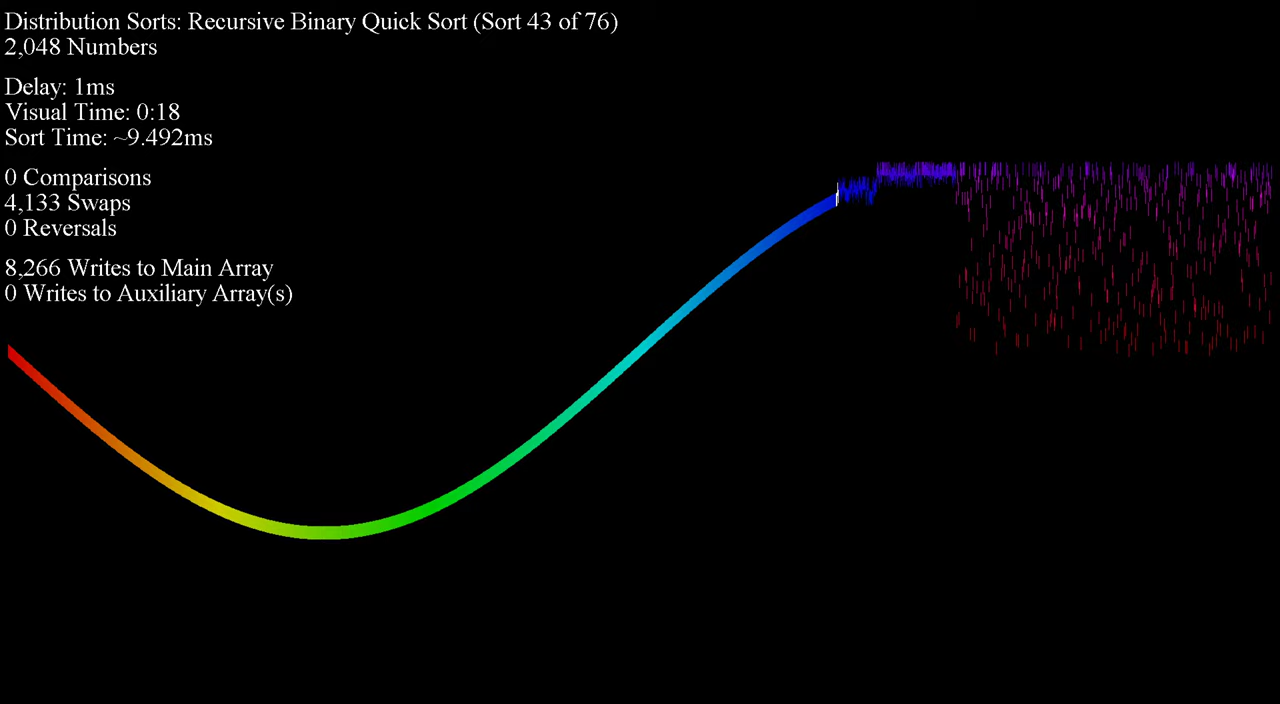 Distribution Sorts: Recursive Binary Quick Sort (Sort 43 of 76)
2,048 Numbers
Delay: 1ms
Visual Time: 0:18
Sort Time: ~9.492ms
0 Comparisons
4,133 Swaps
0 Reversals
8,266 Writes to Main Array
0 Writes to Auxiliary Array(s)